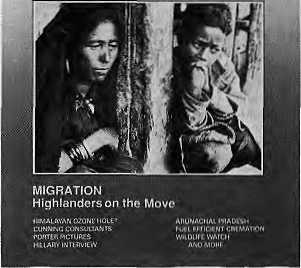 MIGRATION
Highlanders on the Move
HIMALAYAN OZONE HOLE?
CUNNING CONSULTANTS
PORTER PICTURES
HILLARY INTERVIEW
ARUNACHAL PRADESH
FUEL EFFICIENT CREMATION
WILDLIFE WATCH
AND MORE